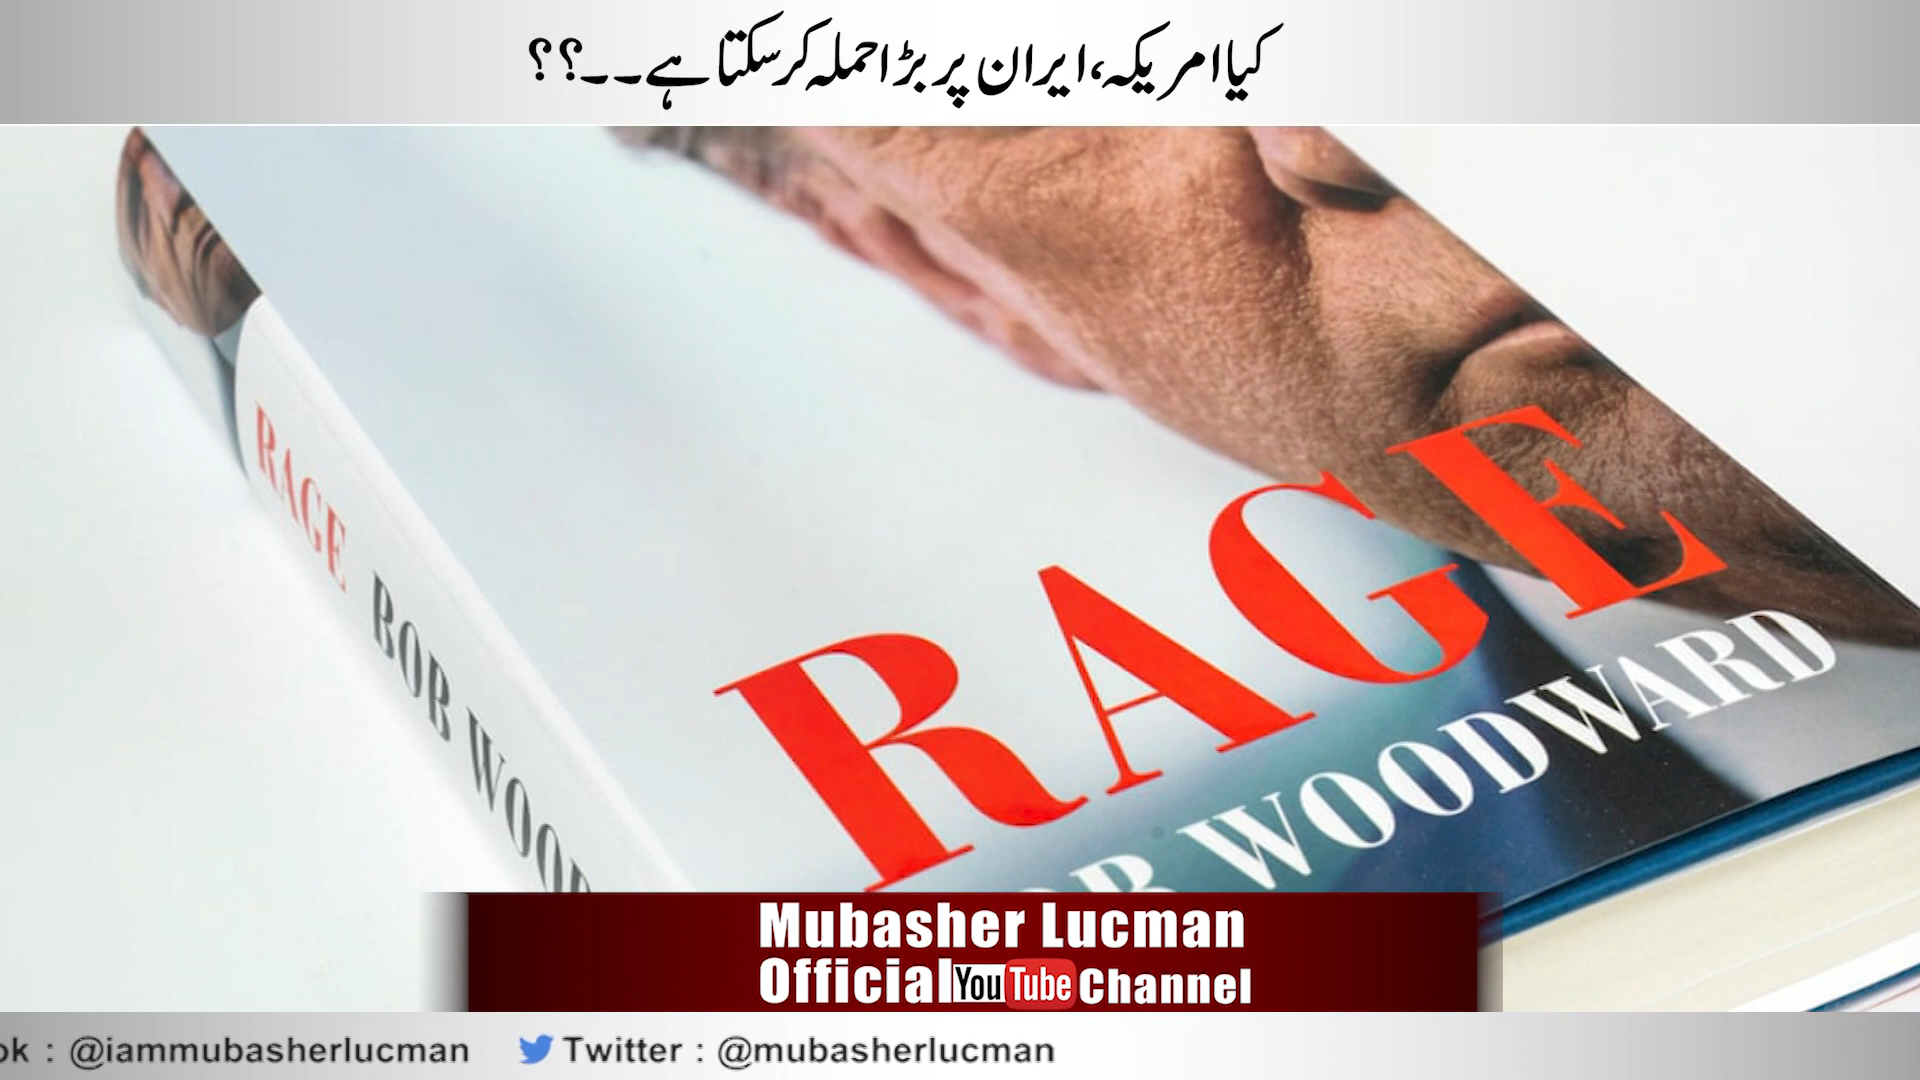 کیا امریکہ، ایران پر بڑا حملہ کر سکتا ہے۔۔۔؟؟
RAGE
BOB WOOD
RAGE
BOB WOODWARD
Mubasher Lucman
Official YouTube Channel
ok : @iammubasherlucman Twitter : @mubasherlucman